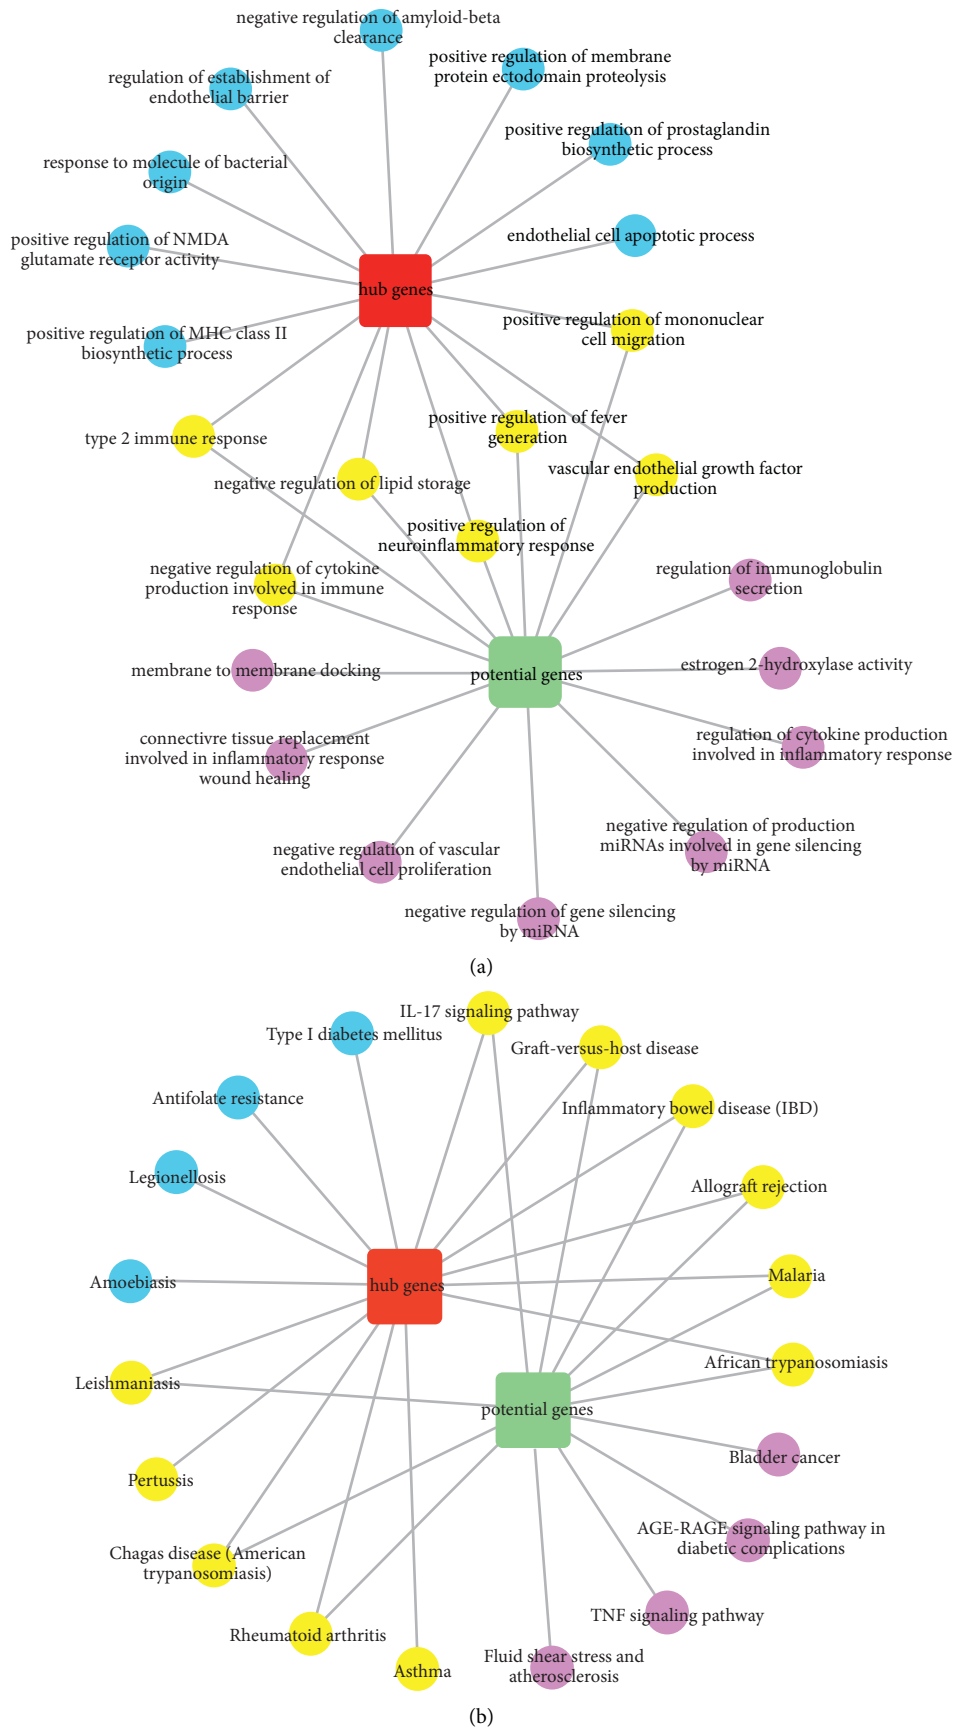 negative regulation of amyloid-beta
clearance
positive regulation of membrane
protein ectodomain proteolysis
regulation of establishment of
endothelial barrier
positive regulation of prostaglandin
biosynthetic process
response to molecule of bacterial
origin
positive regulation of NMDA
glutamate receptor activity
endothelial cell apoptotic process
hub genes
positive regulation of mononuclear
cell migration
positive regulation of MHC class II
biosynthetic process
positive regulation of fever
generation
type 2 immune response
vascular endothelial growth factor
production
negative regulation of lipid storage
positive regulation of
neuroinflammatory response
negative regulation of cytokine
production involved in immune
response
regulation of immunoglobulin
secretion
membrane to membrane docking
potential genes
estrogen 2-hydroxylase activity
connectivre tissue replacement
involved in inflammatory response
wound healing
regulation of cytokine production
involved in inflammatory response
negative regulation of production
miRNAs involved in gene silencing
by miRNA
negative regulation of vascular
endothelial cell proliferation
negative regulation of gene silencing
by miRNA
(a)
IL-17 signaling pathway
Type I diabetes mellitus
Graft-versus-host disease
Antifolate resistance
Inflammatory bowel disease (IBD)
Legionellosis
Allograft rejection
Amoebiasis
hub genes
Malaria
Leishmaniasis
African trypanosomiasis
potential genes
Pertussis
Bladder cancer
Chagas disease (American
trypanosomiasis)
AGE-RAGE signaling pathway in
diabetic complications
Rheumatoid arthritis
TNF signaling pathway
Asthma
Fluid shear stress and
atherosclerosis
(b)